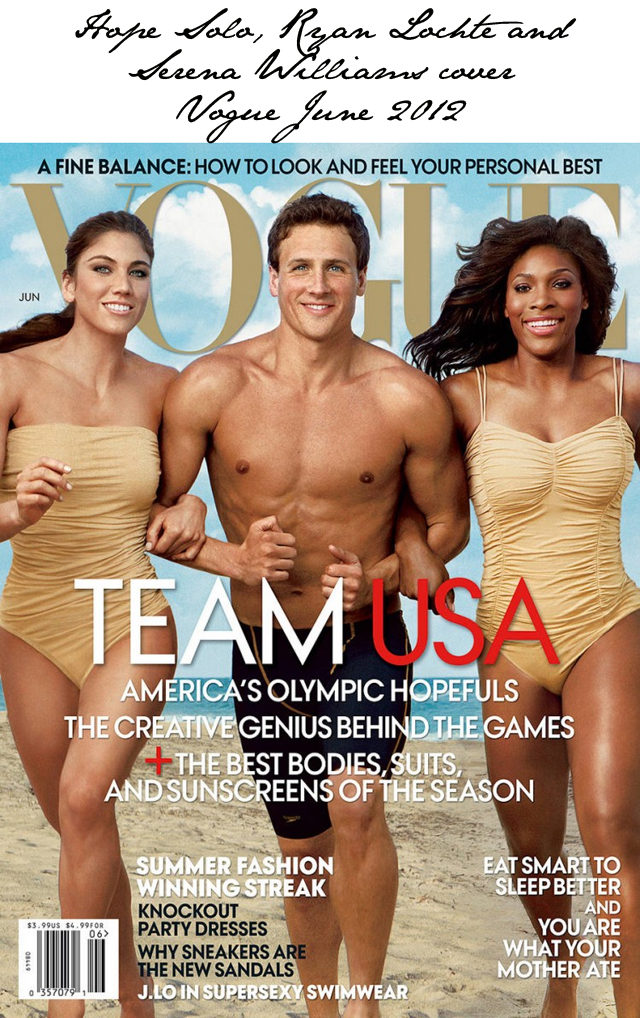 Hope Solo, Ryan Lochte and
Serena Williams cover
Vogue June 2012
A FINE BALANCE: HOW TO LOOK AND FEEL YOUR PERSONAL BEST
VOGUE
JUN
TEAM USA
AMERICA'S OLYMPIC HOPEFULS
THE CREATIVE GENIUS BEHIND THE GAMES
+ THE BEST BODIES, SUITS,
AND SUNSCREENS OF THE SEASON
SUMMER FASHION
WINNING STREAK
KNOCKOUT
PARTY DRESSES
WHY SNEAKERS ARE
THE NEW SANDALS
J.LO IN SUPERSEXY SWIMWEAR
EAT SMART TO
SLEEP BETTER
AND
YOU ARE
WHAT YOUR
MOTHER ATE
$3.99US $4.99FOR
06>
0 357079 1